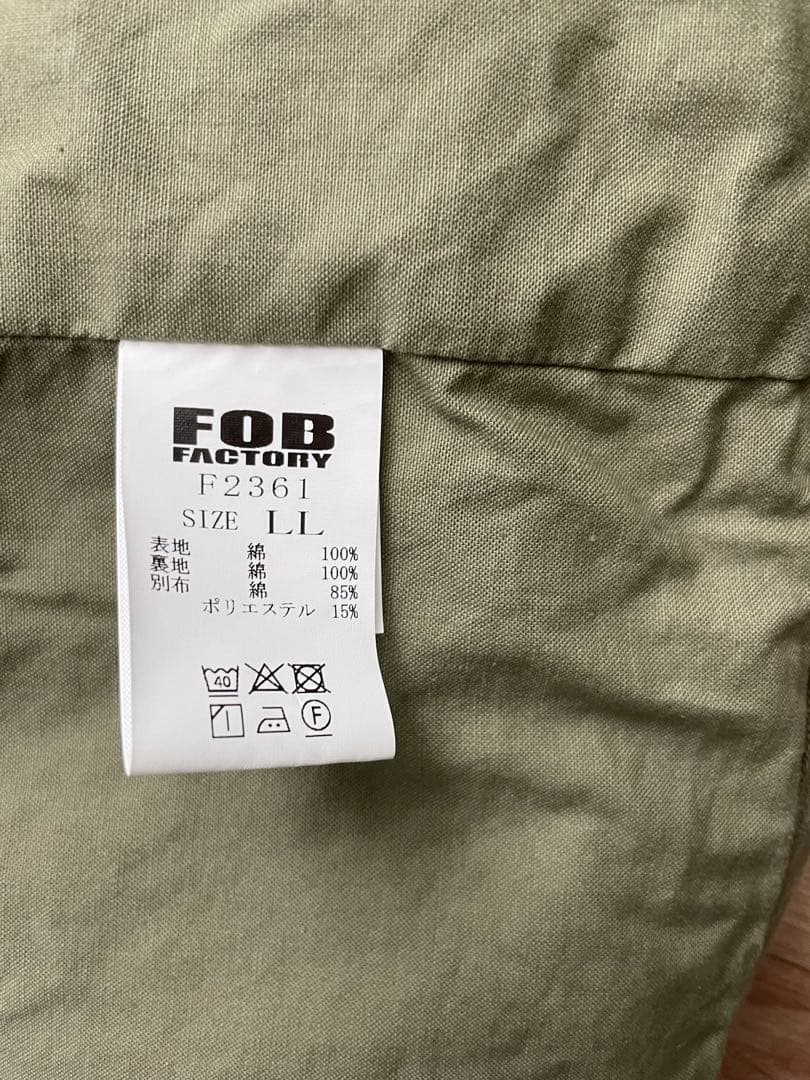 FOB
FACTORY
F2361
SIZE LL
表地 綿 100%
裏地 綿 100%
別布 綿 85%
ポリエステル 15%
40
F